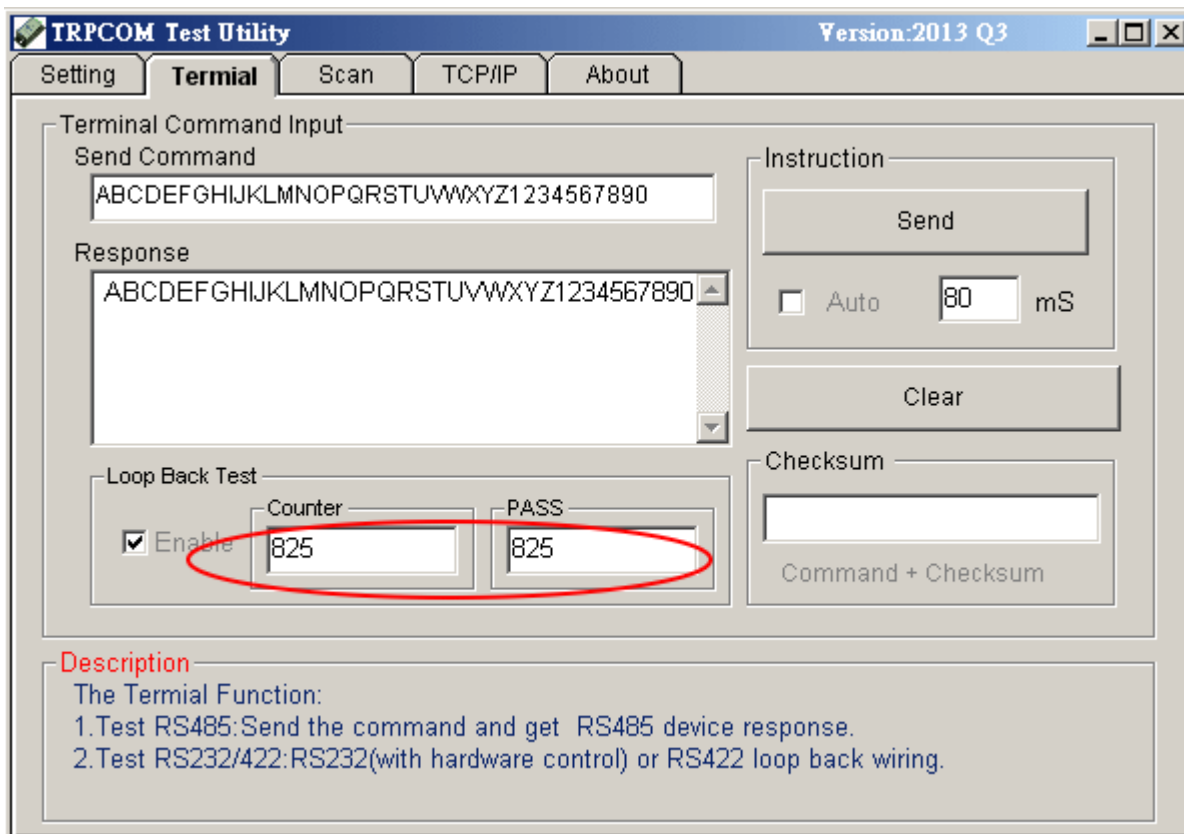 TRPCOM Test Utility Version:2013 Q3
Setting Termial Scan TCP/IP About
Terminal Command Input
Send Command
ABCDEFGHIJKLMNOPQRSTUVWXYZ1234567890
Response
ABCDEFGHIJKLMNOPQRSTUVWXYZ1234567890
Instruction
Send
Auto 80 mS
Clear
Loop Back Test
Enable
Counter
825
PASS
825
Checksum
Command + Checksum
Description
The Termial Function:
1.Test RS485:Send the command and get RS485 device response.
2.Test RS232/422:RS232(with hardware control) or RS422 loop back wiring.